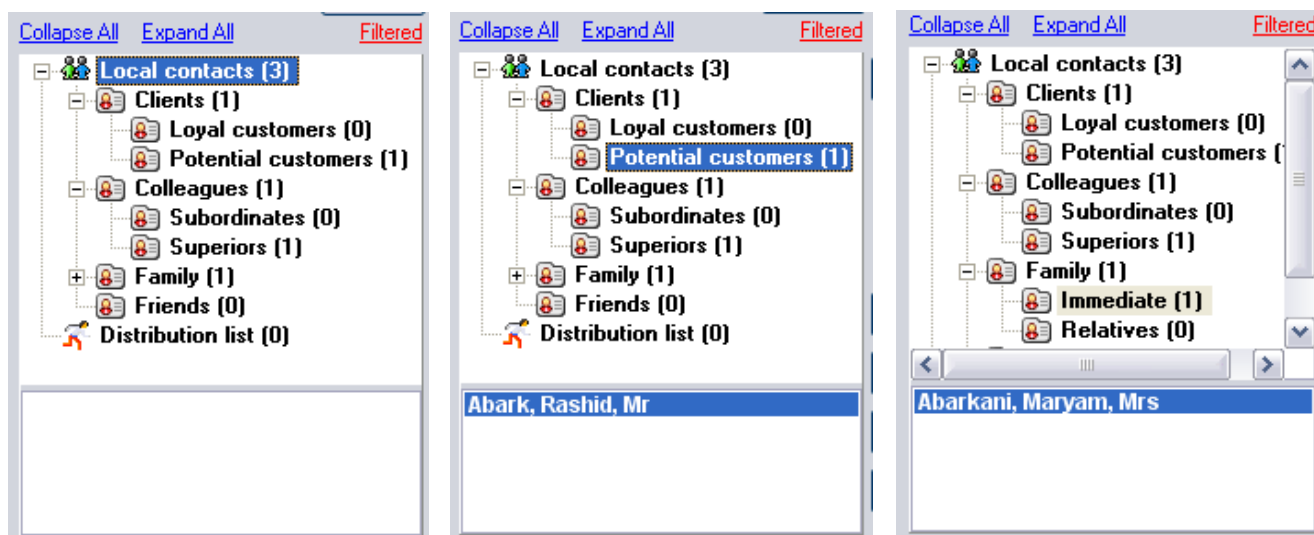 Collapse All Expand All Filtered
Local contacts (3)
Clients (1)
Loyal customers (0)
Potential customers (1)
Colleagues (1)
Subordinates (0)
Superiors (1)
Family (1)
Friends (0)
Distribution list (0)
Collapse All Expand All Filtered
Local contacts (3)
Clients (1)
Loyal customers (0)
Potential customers (1)
Colleagues (1)
Subordinates (0)
Superiors (1)
Family (1)
Friends (0)
Distribution list (0)
Abark, Rashid, Mr
Collapse All Expand All Filtered
Local contacts (3)
Clients (1)
Loyal customers (0)
Potential customers (
Colleagues (1)
Subordinates (0)
Superiors (1)
Family (1)
Immediate (1)
Relatives (0)
Abarkani, Maryam, Mrs